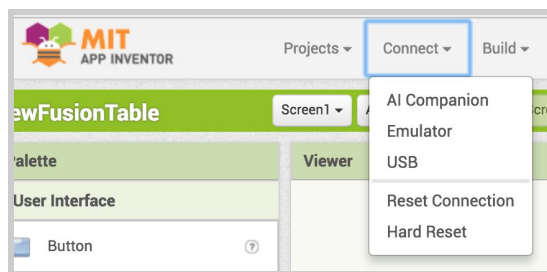 MIT
APP INVENTOR
Projects
Connect
Build
ewFusionTable
Screen1
AI Companion
Emulator
USB
Reset Connection
Hard Reset
Palette
Viewer
User Interface
Button